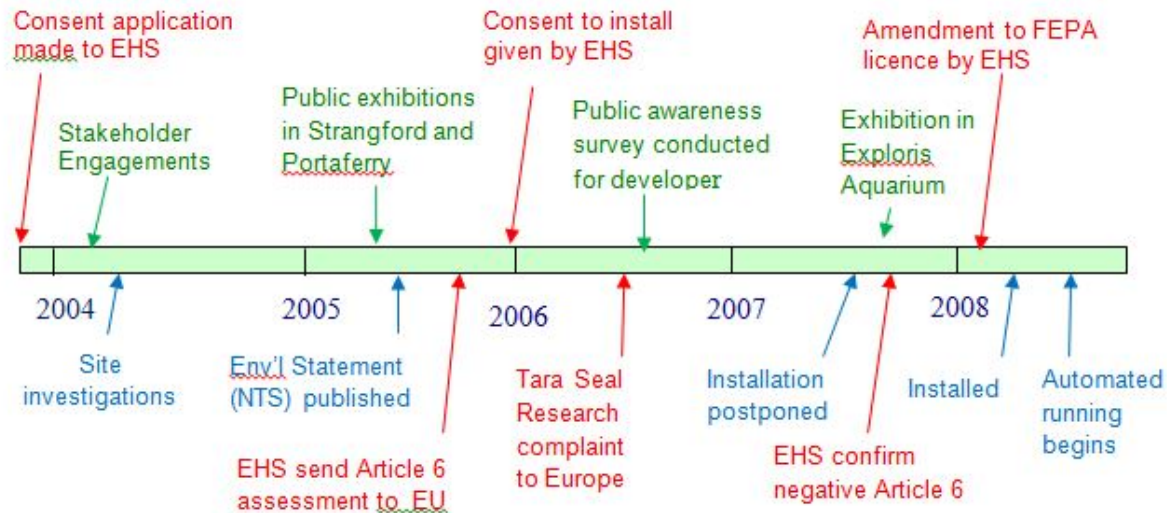 Consent application
made to EHS
Stakeholder
Engagements
Public exhibitions
in Strangford and
Portaferry
Consent to install
given by EHS
Public awareness
survey conducted
for developer
Exhibition in
Exploris
Aquarium
Amendment to FEPA
licence by EHS
2004
2005
2006
2007
2008
Site
investigations
Env'l Statement
(NTS) published
EHS send Article 6
assessment to EU
Tara Seal
Research
complaint
to Europe
Installation
postponed
EHS confirm
negative Article 6
Installed
Automated
running
begins